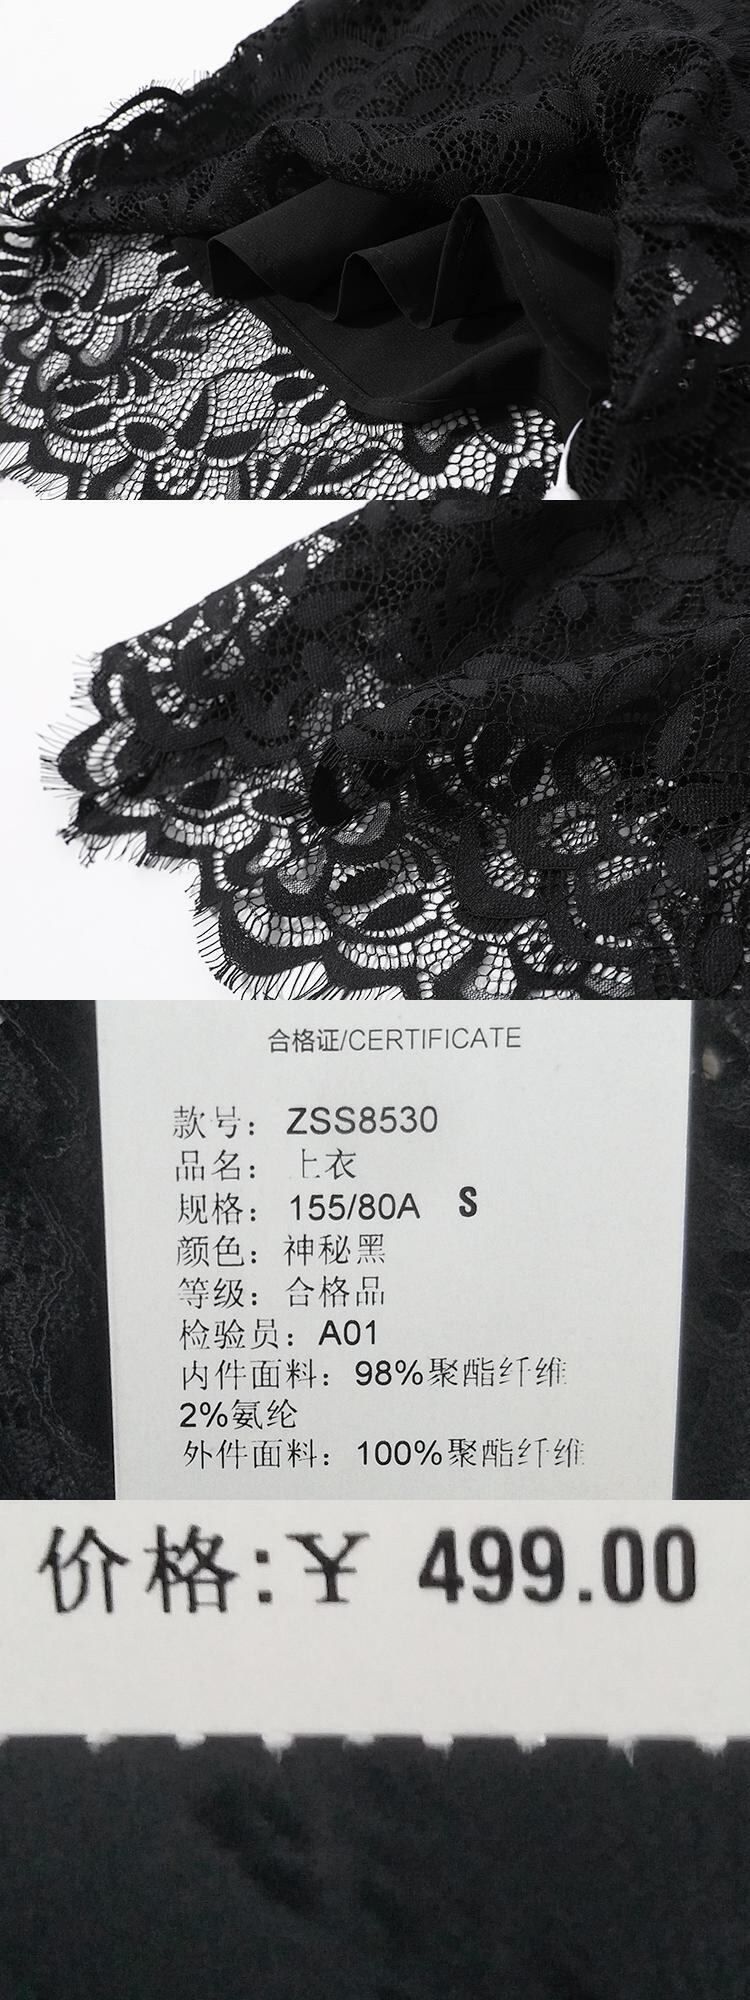 合格证/CERTIFICATE
款号: ZSS8530
品名: 上衣
规格: 155/80A S
颜色: 神秘黑
等级: 合格品
检验员: A01
内件面料: 98%聚酯纤维
2%氨纶
外件面料: 100%聚酯纤维
价格:¥ 499.00